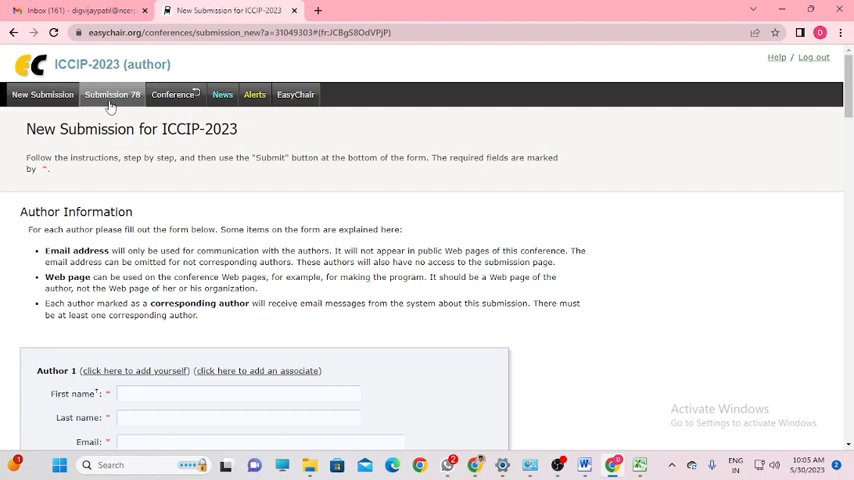 Inbox (10) - digvijaypatil@ncer
New Submission for ICCIP-2023
easychair.org/conferences/submission_new?a=31049303#(frJCBgS8OdVPjP)
ICCIP-2023 (author)
Help / Log out
New Submission
Submission 78
Conference
News
Alerts
EasyChair
New Submission for ICCIP-2023
Follow the instructions, step by step, and then use the "Submit" button at the bottom of the form. The required fields are marked
by *.
Author Information
For each author please fill out the form below. Some items on the form are explained here:
• Email address will only be used for communication with the authors. It will not appear in public Web pages of this conference. The
email address can be omitted for not corresponding authors. These authors will also have no access to the submission page.
• Web page can be used on the conference Web pages, for example, for making the program. It should be a Web page of the
author, not the Web page of her or his organization.
• Each author marked as a corresponding author will receive email messages from the system about this submission. There must
be at least one corresponding author.
Author 1 (click here to add yourself) (click here to add an associate)
First name†: *
Last name: *
Email: *
Activate Windows
Go to Settings to activate Windows.
1
Search
2
D
ENG
IN
10:05 AM
5/30/2023
2